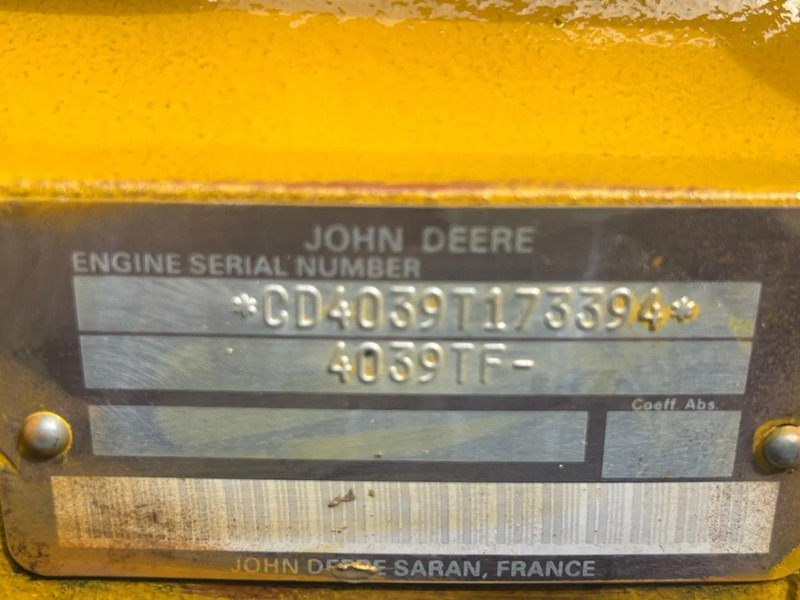 JOHN DEERE
ENGINE SERIAL NUMBER
*CD4039T173394*
4039TF-
Coeff. Abs.
JOHN DEERE SARAN, FRANCE